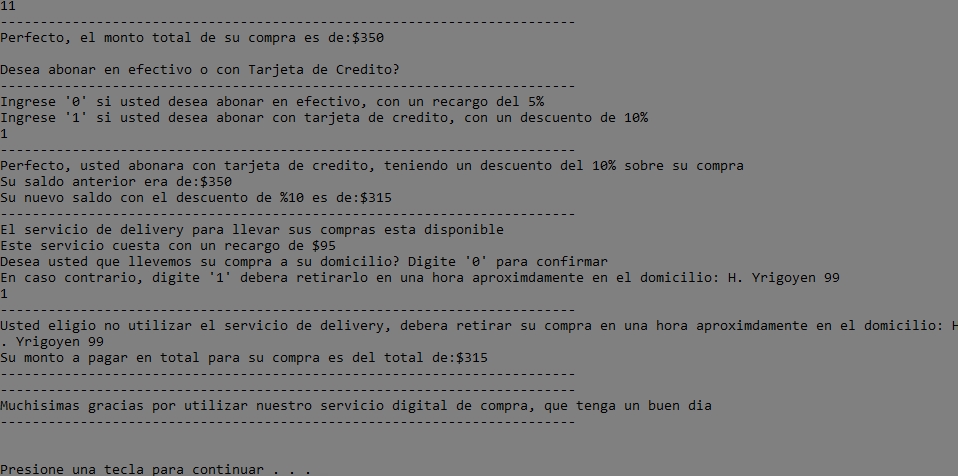 11
------------------------------------------------------------------------
Perfecto, el monto total de su compra es de:$350
Desea abonar en efectivo o con Tarjeta de Credito?
------------------------------------------------------------------------
Ingrese '0' si usted desea abonar en efectivo, con un recargo del 5%
Ingrese '1' si usted desea abonar con tarjeta de credito, con un descuento de 10%
1
------------------------------------------------------------------------
Perfecto, usted abonara con tarjeta de credito, teniendo un descuento del 10% sobre su compra
Su saldo anterior era de:$350
Su nuevo saldo con el descuento de %10 es de:$315
------------------------------------------------------------------------
El servicio de delivery para llevar sus compras esta disponible
Este servicio cuesta con un recargo de $95
Desea usted que llevemos su compra a su domicilio? Digite '0' para confirmar
En caso contrario, digite '1' debera retirarlo en una hora aproximdamente en el domicilio: H. Yrigoyen 99
1
------------------------------------------------------------------------
Usted eligio no utilizar el servicio de delivery, debera retirar su compra en una hora aproximdamente en el domicilio: H
. Yrigoyen 99
Su monto a pagar en total para su compra es del total de:$315
------------------------------------------------------------------------
------------------------------------------------------------------------
Muchisimas gracias por utilizar nuestro servicio digital de compra, que tenga un buen dia
------------------------------------------------------------------------
Presione una tecla para continuar . . .